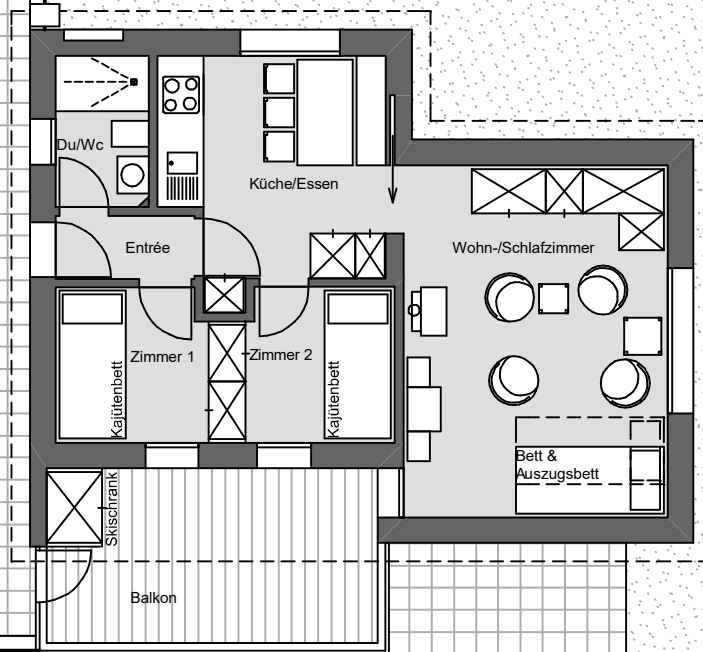 Du/Wc
Küche/Essen
Entrée
Wohn-/Schlafzimmer
Zimmer 1
Zimmer 2
Kajütenbett
Kajütenbett
Bett &
Auszugsbett
Skischrank
Balkon